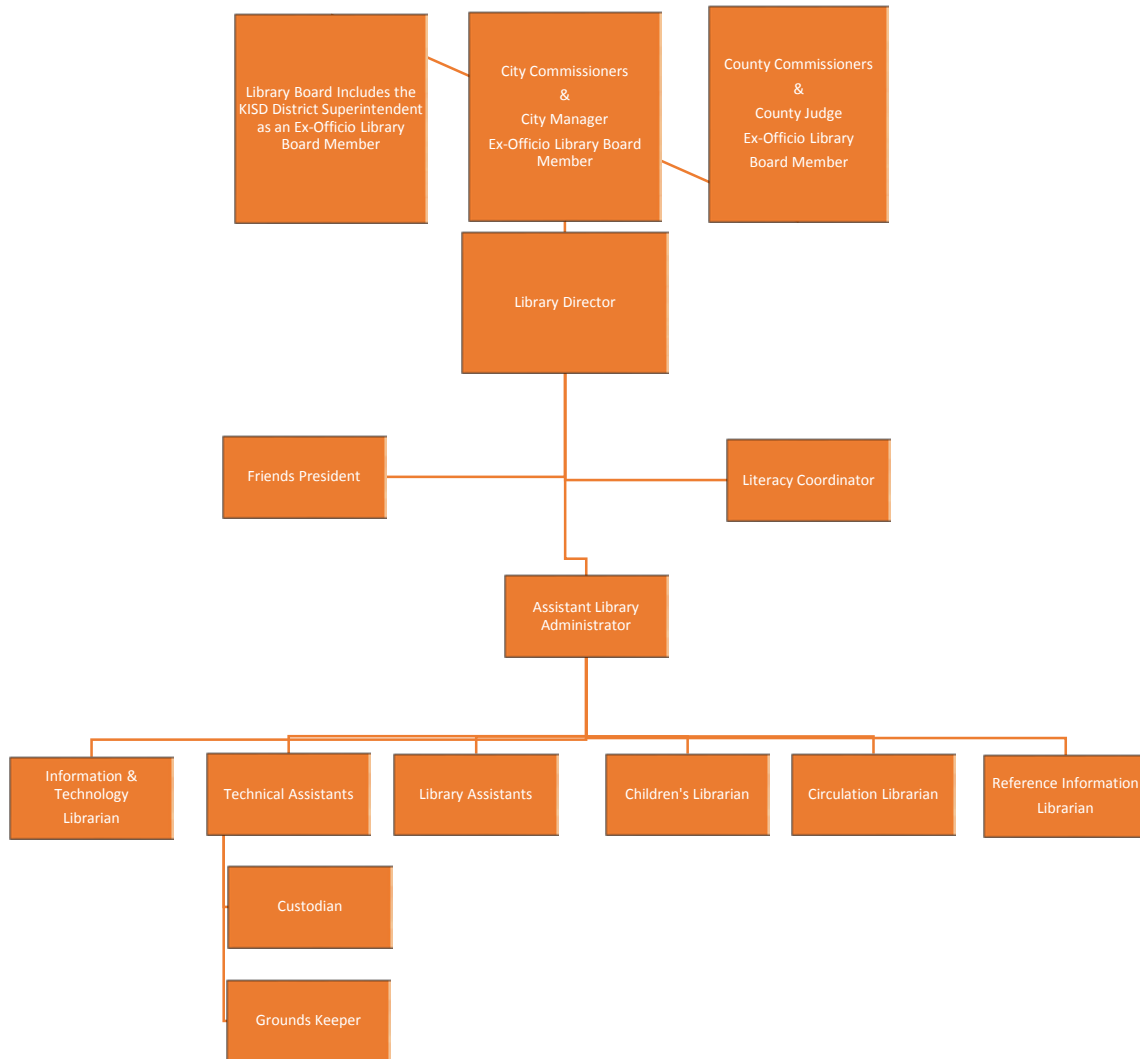 Library Board Includes the
KISD District Superintendent
as an Ex-Officio Library
Board Member
City Commissioners
&
City Manager
Ex-Officio Library Board
Member
County Commissioners
&
County Judge
Ex-Officio Library
Board Member
Library Director
Friends President
Literacy Coordinator
Assistant Library
Administrator
Information &
Technology
Librarian
Technical Assistants
Library Assistants
Children's Librarian
Circulation Librarian
Reference Information
Librarian
Custodian
Grounds Keeper